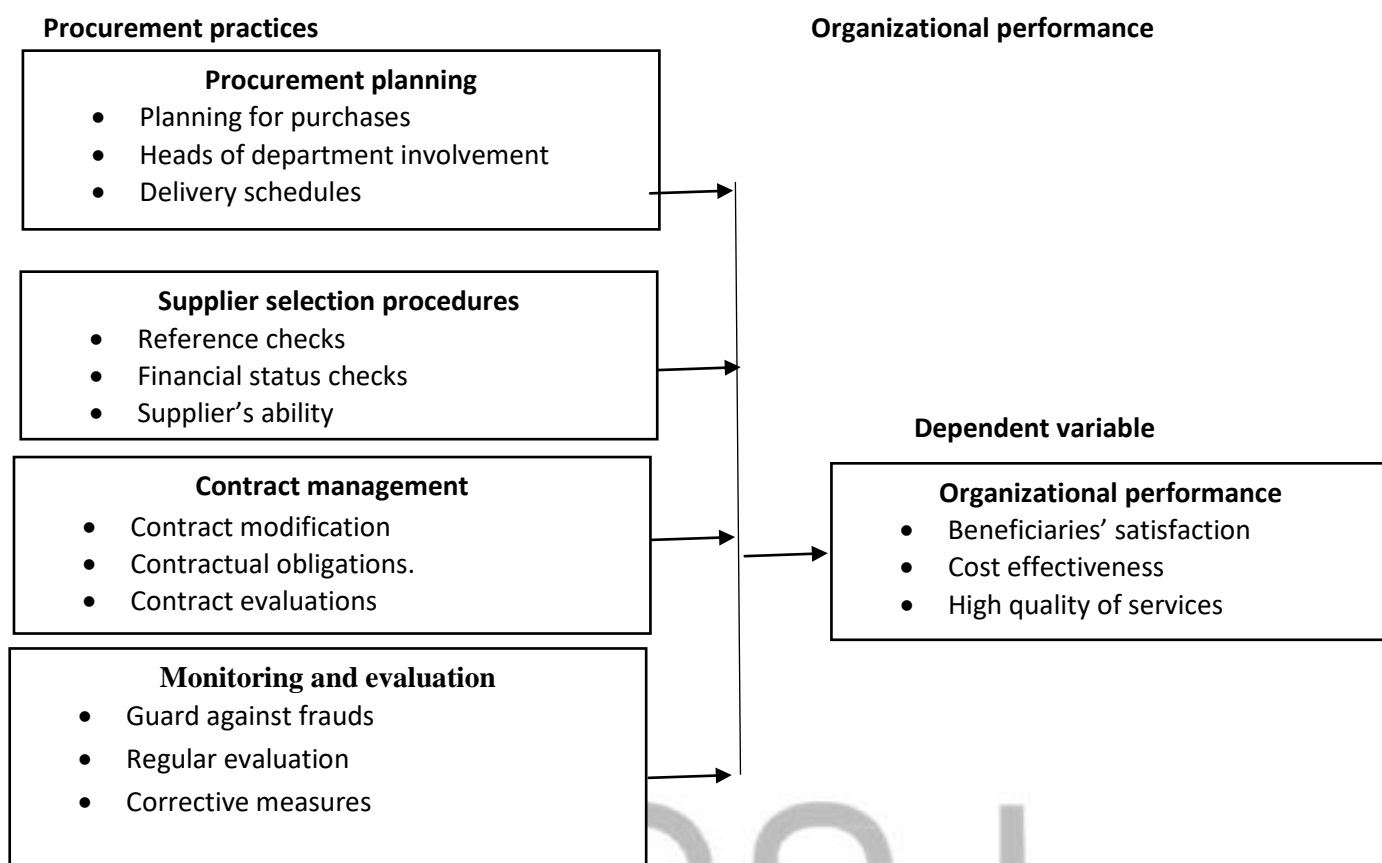 Procurement practices
Organizational performance
Procurement planning
• Planning for purchases
• Heads of department involvement
• Delivery schedules
Supplier selection procedures
• Reference checks
• Financial status checks
• Supplier’s ability
Contract management
• Contract modification
• Contractual obligations.
• Contract evaluations
Monitoring and evaluation
• Guard against frauds
• Regular evaluation
• Corrective measures
Dependent variable
Organizational performance
• Beneficiaries’ satisfaction
• Cost effectiveness
• High quality of services